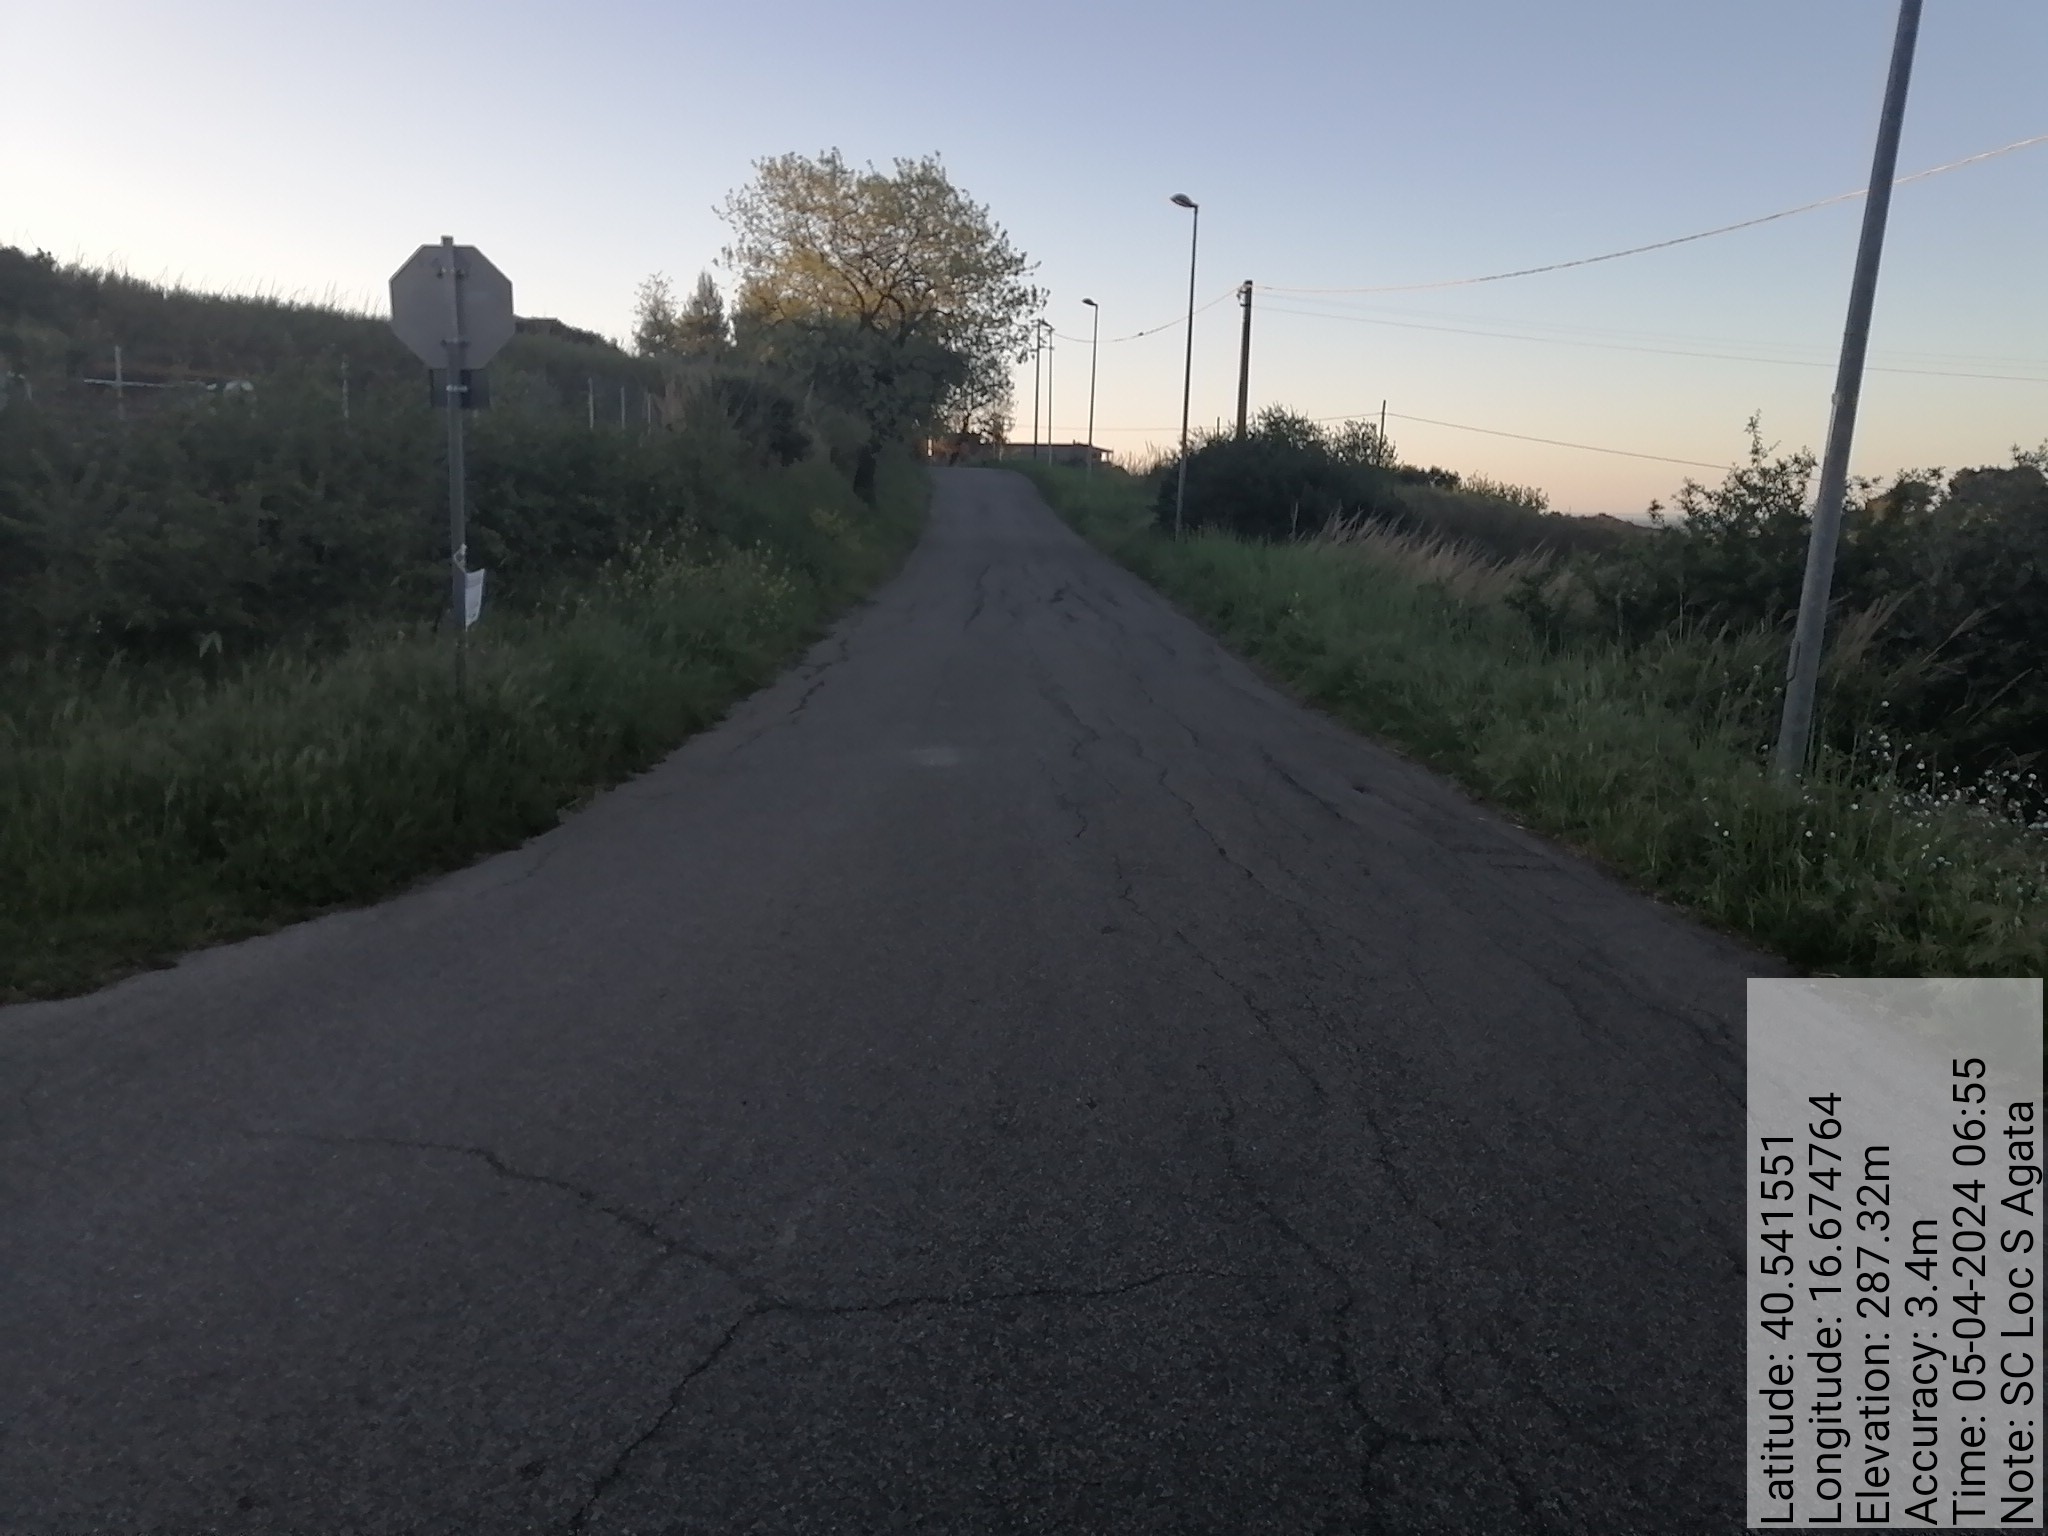 Latitude: 40.541551
Longitude: 16.674764
Elevation: 287.32m
Accuracy: 3.4m
Time: 05-04-2024 06:55
Note: SC Loc S Agata